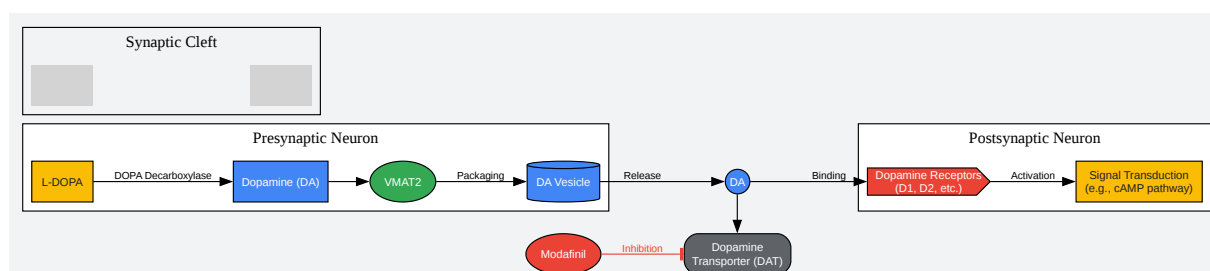 Synaptic Cleft
Presynaptic Neuron
Postsynaptic Neuron
L-DOPA
DOPA Decarboxylase
Dopamine (DA)
VMAT2
Packaging
DA Vesicle
Release
DA
Binding
Dopamine Receptors
(D1, D2, etc.)
Activation
Signal Transduction
(e.g., cAMP pathway)
Modafinil
Inhibition
Dopamine
Transporter (DAT)